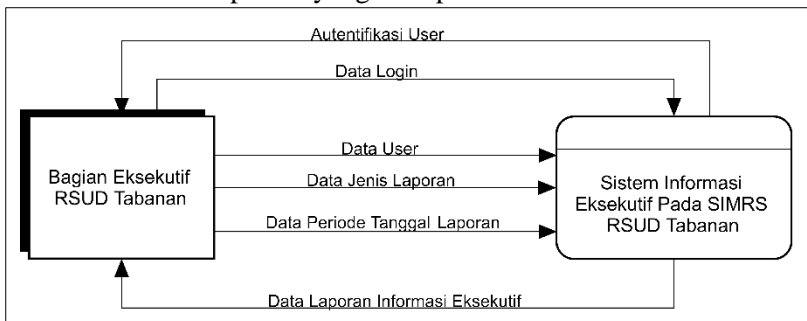 Autentifikasi User
Data Login
Data User
Bagian Eksekutif
RSUD Tabanan
Data Jenis Laporan
Sistem Informasi
Eksekutif Pada SIMRS
RSUD Tabanan
Data Periode Tanggal Laporan
Data Laporan Informasi Eksekutif